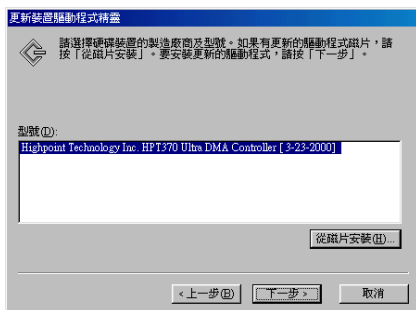 更新裝置驅動程式精靈
請選擇硬碟裝置的製造廠商及型號。如果有更新的驅動程式磁片，請
按「從磁片安裝」。要安裝更新的驅動程式，請按「下一步」。
型號(D):
Highpoint Technology Inc. HPT370 Ultra DMA Controller [ 3-23-2000]
從磁片安裝(H)...
<上一步(B)
下一步 >
取消